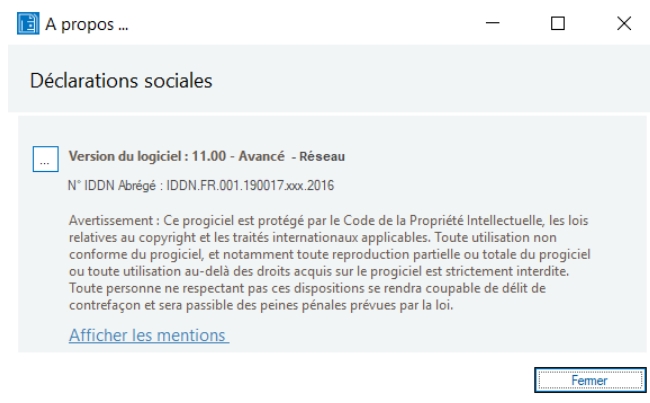 A propos ...
Déclarations sociales
...
Version du logiciel : 11.00 - Avancé - Réseau
N° IDDN Abrégé : IDDN.FR.001.190017.xxx.2016
Avertissement : Ce progiciel est protégé par le Code de la Propriété Intellectuelle, les lois
relatives au copyright et les traités internationaux applicables. Toute utilisation non
conforme du progiciel, et notamment toute reproduction partielle ou totale du progiciel
ou toute utilisation au-delà des droits acquis sur le progiciel est strictement interdite.
Toute personne ne respectant pas ces dispositions se rendra coupable de délit de
contrefaçon et sera passible des peines pénales prévues par la loi.
Afficher les mentions
Fermer